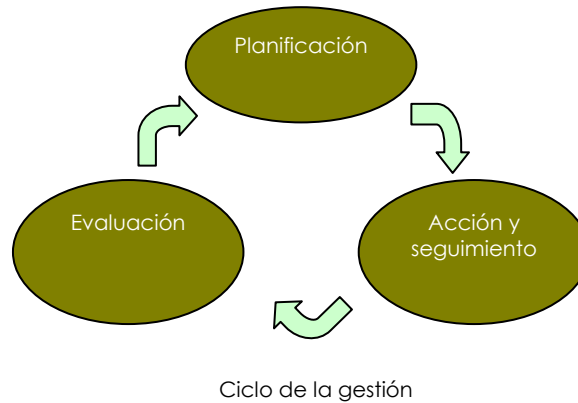 Planificación
Evaluación
Acción y
seguimiento
Ciclo de la gestión